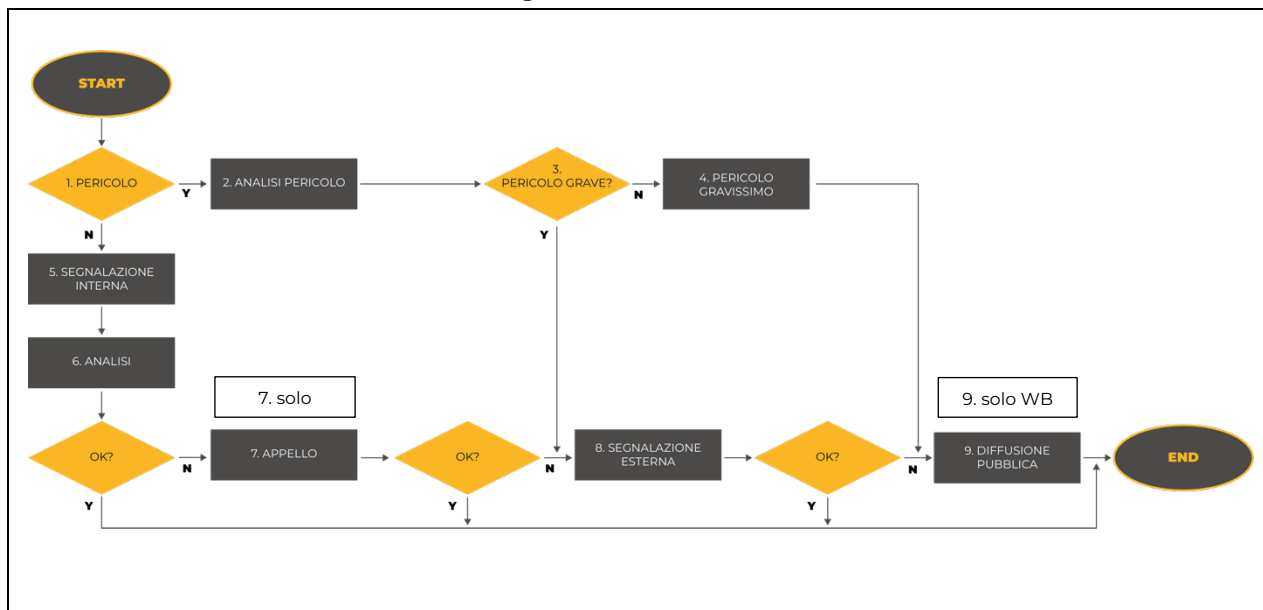 START
1. PERICOLO
Y
2. ANALISI PERICOLO
3.
PERICOLO GRAVE?
N
4. PERICOLO
GRAVISSIMO
N
Y
5. SEGNALAZIONE
INTERNA
6. ANALISI
7. solo
9. solo WB
OK?
N
7. APPELLO
OK?
N
8. SEGNALAZIONE
ESTERNA
OK?
N
9. DIFFUSIONE
PUBBLICA
END
Y
Y
Y